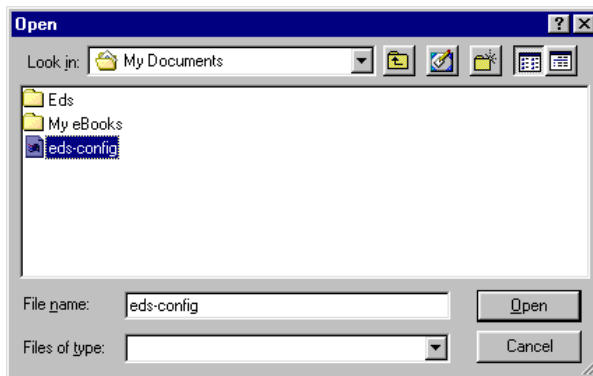 Open
Look in: My Documents
Eds
My eBooks
eds-config
File name: eds-config Open
Files of type: Cancel